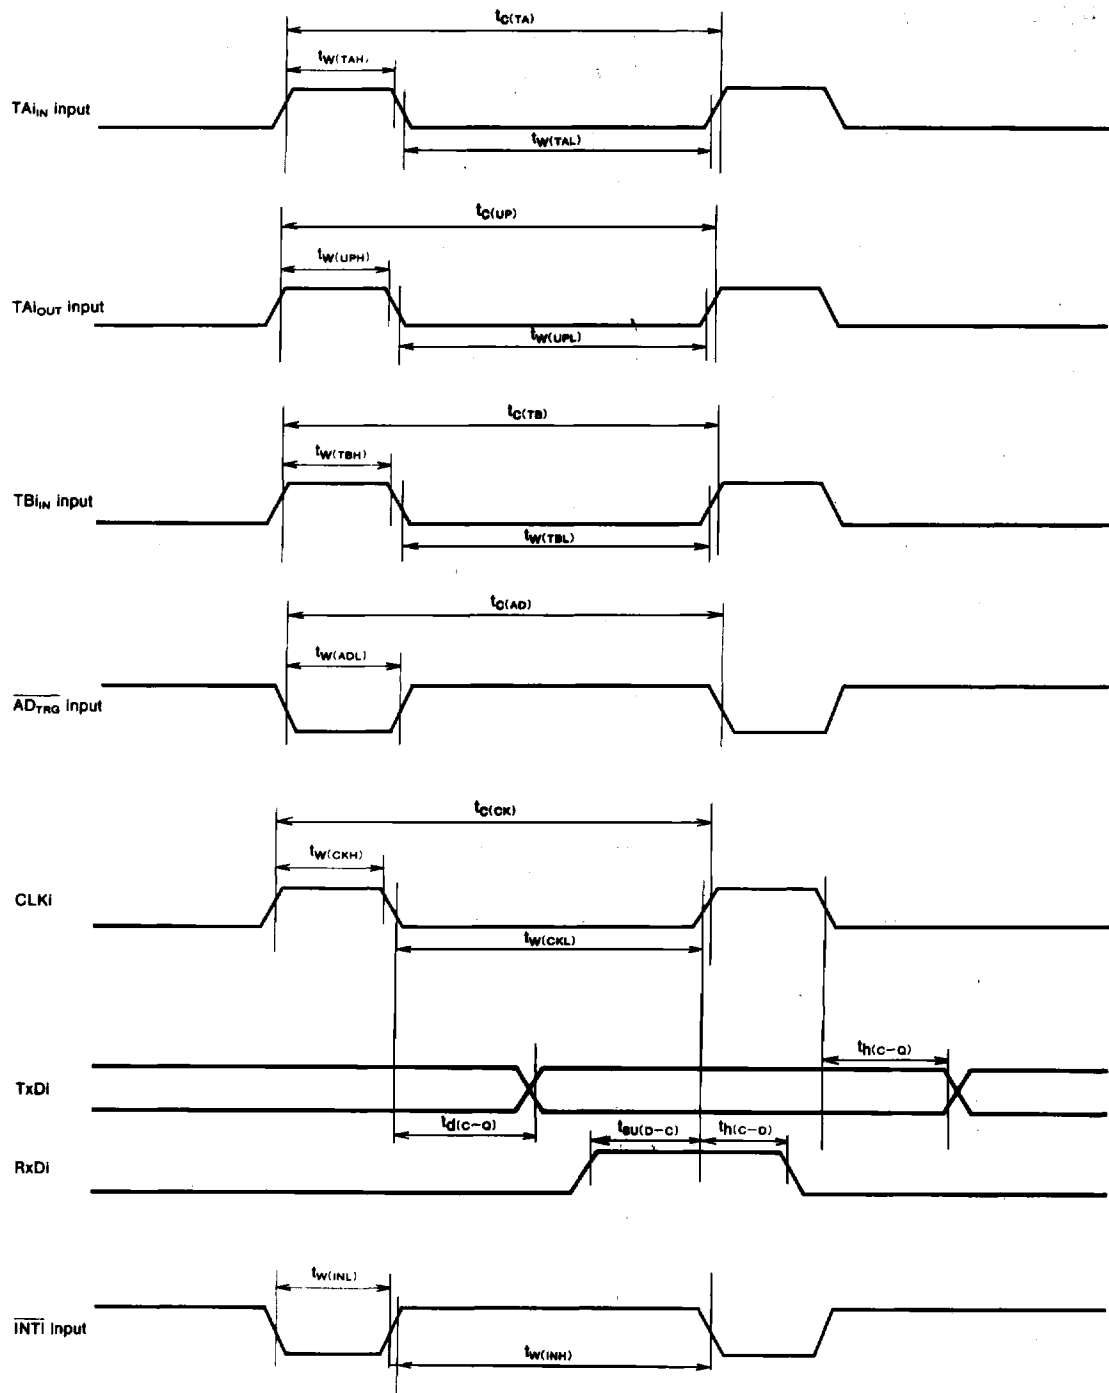 tC(TA)
tW(TAH)
TAiIN input
tW(TAL)
tC(UP)
tW(UPH)
TAiOUT input
tW(UPL)
tC(TB)
tW(TBH)
TBiIN input
tW(TBL)
tC(AD)
tW(ADL)
ADTRG input
tC(CK)
tW(CKH)
CLKi
tW(CKL)
th(C-Q)
TxDi
td(C-Q)
tSU(D-C) th(C-D)
RxDi
tW(INL)
INTi input
tW(INH)